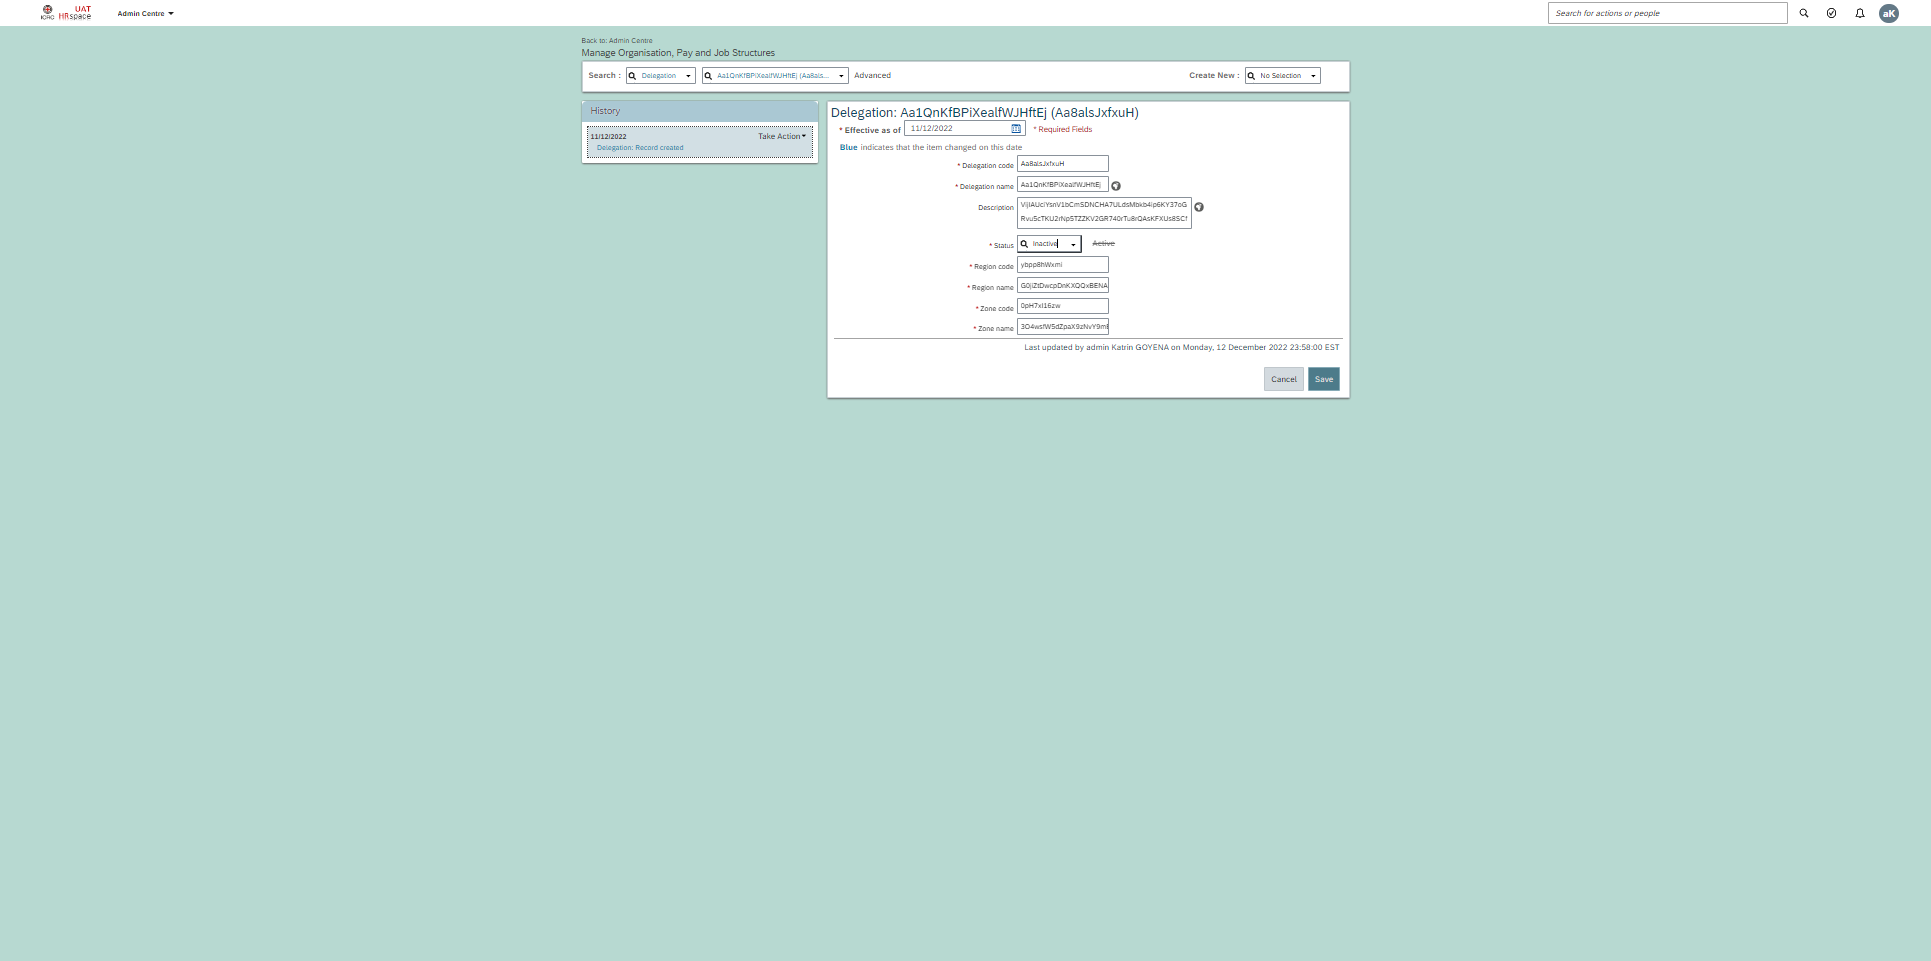 ICRC
UAT
HRspace
Admin Centre
Search for actions or people
aK
Back to: Admin Centre
Manage Organisation, Pay and Job Structures
Search :
Delegation
Aa1QnKfBPiXealfWJHftEj (Aa8als...
Advanced
Create New :
No Selection
History
11/12/2022
Take Action
Delegation: Record created
Delegation: Aa1QnKfBPiXealfWJHftEj (Aa8alsJxfxuH)
* Effective as of
11/12/2022
* Required Fields
Blue indicates that the item changed on this date
* Delegation code
Aa8alsJxfxuH
* Delegation name
Aa1QnKfBPiXealfWJHftEj
Description
* Status
Inactive
Active
* Region code
ybpp8hWxmi
* Region name
* Zone code
* Zone name
Last updated by admin Katrin GOYENA on Monday, 12 December 2022 23:58:00 EST
Cancel
Save